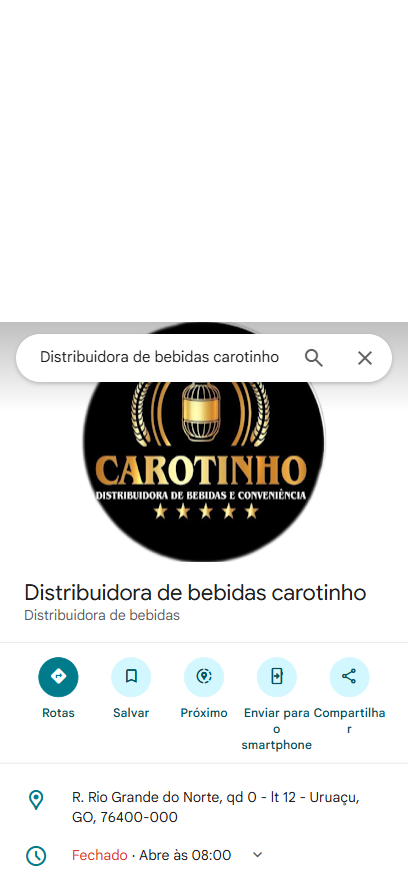 Distribuidora de bebidas carotinho
CAROTINHO
DISTRIBUIDORA DE BEBIDAS E CONVENIÊNCIA
Distribuidora de bebidas carotinho
Distribuidora de bebidas
Rotas
Salvar
Próximo
Enviar para
o
smartphone
Compartilha
r
R. Rio Grande do Norte, qd 0 - lt 12 - Uruaçu,
GO, 76400-000
Fechado · Abre às 08:00